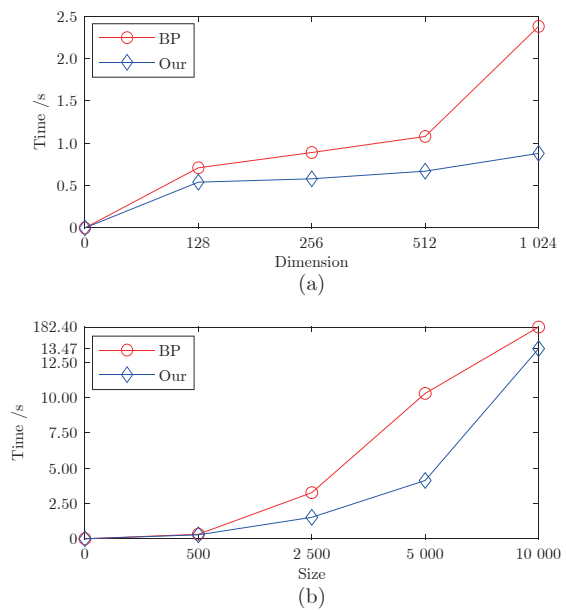 2.5
2.0
1.5
1.0
0.5
0
Time /s
BP
Our
0 128 256 512 1 024
Dimension
(a)
182.40
13.47
12.50
10.00
7.50
5.00
2.50
0
Time /s
BP
Our
0 500 2 500 5 000 10 000
Size
(b)